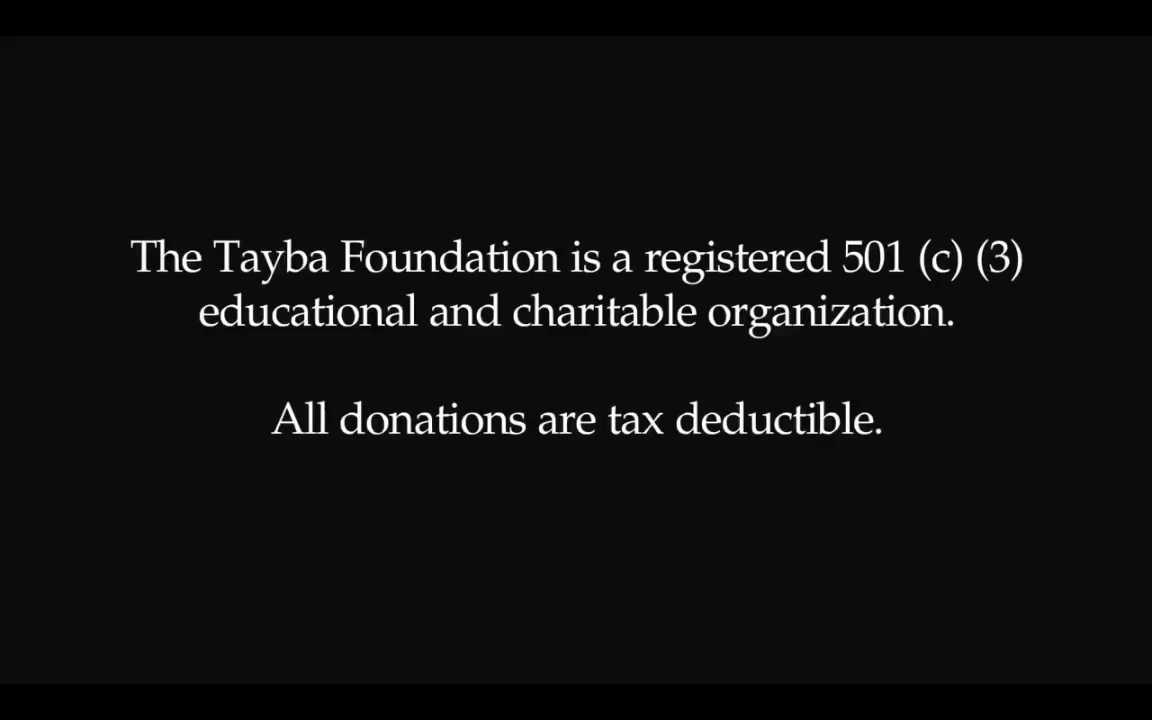 The Tayba Foundation is a registered 501 (c) (3)
educational and charitable organization.
All donations are tax deductible.